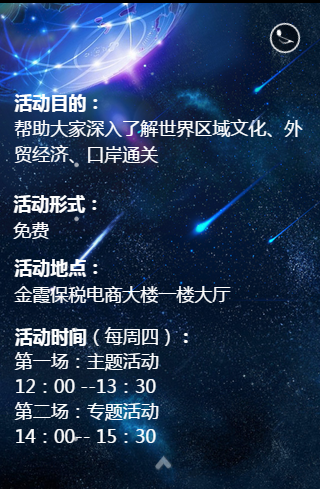 活动目的：
帮助大家深入了解世界区域文化、外
贸经济、口岸通关
活动形式：
免费
活动地点：
金霞保税电商大楼一楼大厅
活动时间（每周四）：
第一场：主题活动
12：00 --13：30
第二场：专题活动
14：00-- 15：30